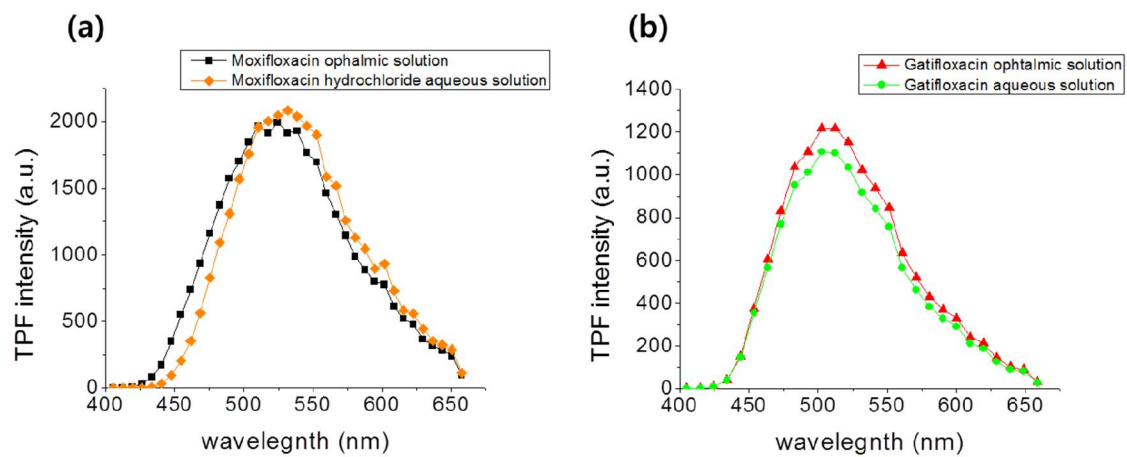 (a)
Moxifloxacin ophalmic solution
Moxifloxacin hydrochloride aqueous solution
TPF intensity (a.u.)
2000
1500
1000
500
0
400 450 500 550 600 650
wavelegnth (nm)
(b)
Gatifloxacin ophtalmic solution
Gatifloxacin aqueous solution
TPF intensity (a.u.)
1400
1200
1000
800
600
400
200
0
400 450 500 550 600 650
wavelegnth (nm)